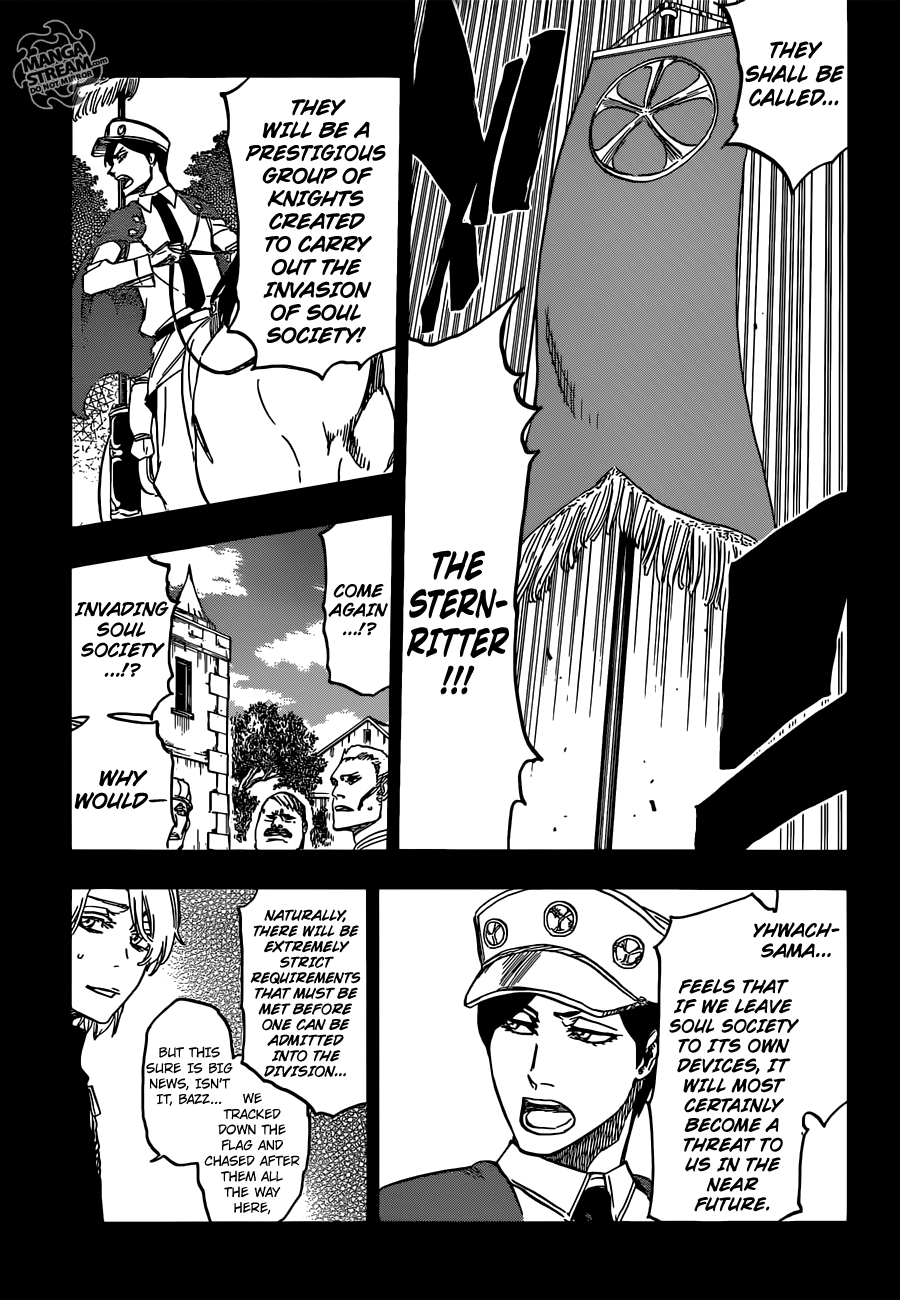 MANGA
STREAM.com
DO NOT MIRROR
THEY
SHALL BE
CALLED...
THE
STERN-
RITTER
!!!
THEY
WILL BE A
PRESTIGIOUS
GROUP OF
KNIGHTS
CREATED
TO CARRY
OUT THE
INVASION
OF SOUL
SOCIETY!
COME
AGAIN
...!?
INVADING
SOUL
SOCIETY
...!?
WHY
WOULD—
YHWACH-
SAMA...
FEELS THAT
IF WE LEAVE
SOUL SOCIETY
TO ITS OWN
DEVICES, IT
WILL MOST
CERTAINLY
BECOME A
THREAT TO
US IN THE
NEAR
FUTURE.
NATURALLY,
THERE WILL BE
EXTREMELY
STRICT
REQUIREMENTS
THAT MUST BE
MET BEFORE
ONE CAN BE
ADMITTED
INTO THE
DIVISION...
BUT THIS
SURE IS BIG
NEWS, ISN'T
IT, BAZZ...
WE
TRACKED
DOWN THE
FLAG AND
CHASED AFTER
THEM ALL
THE WAY
HERE,